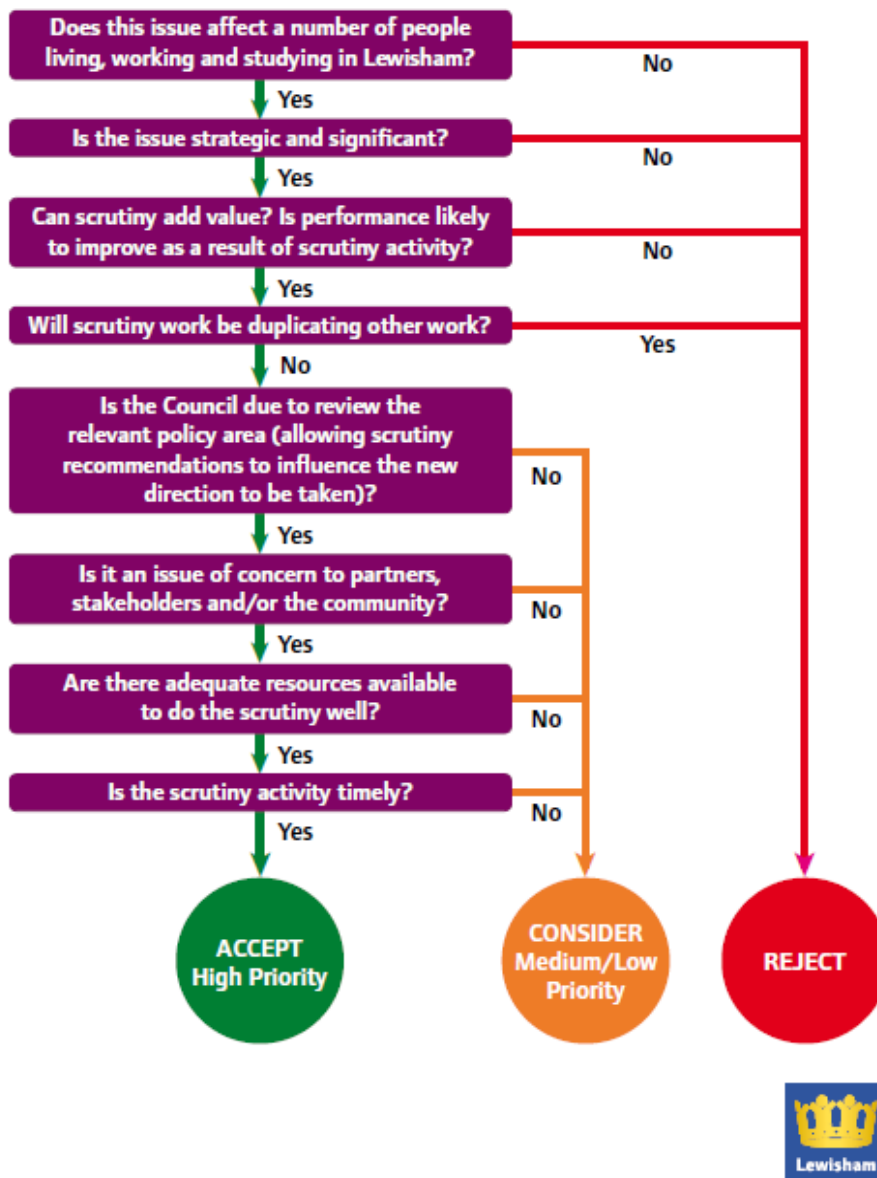 Does this issue affect a number of people
living, working and studying in Lewisham?
No
Yes
Is the issue strategic and significant?
No
Yes
Can scrutiny add value? Is performance likely
to improve as a result of scrutiny activity?
No
Yes
Will scrutiny work be duplicating other work?
Yes
No
Is the Council due to review the
relevant policy area (allowing scrutiny
recommendations to influence the new
direction to be taken)?
No
Yes
Is it an issue of concern to partners,
stakeholders and/or the community?
No
Yes
Are there adequate resources available
to do the scrutiny well?
No
Yes
Is the scrutiny activity timely?
No
Yes
ACCEPT
High Priority
CONSIDER
Medium/Low
Priority
REJECT
Lewisham